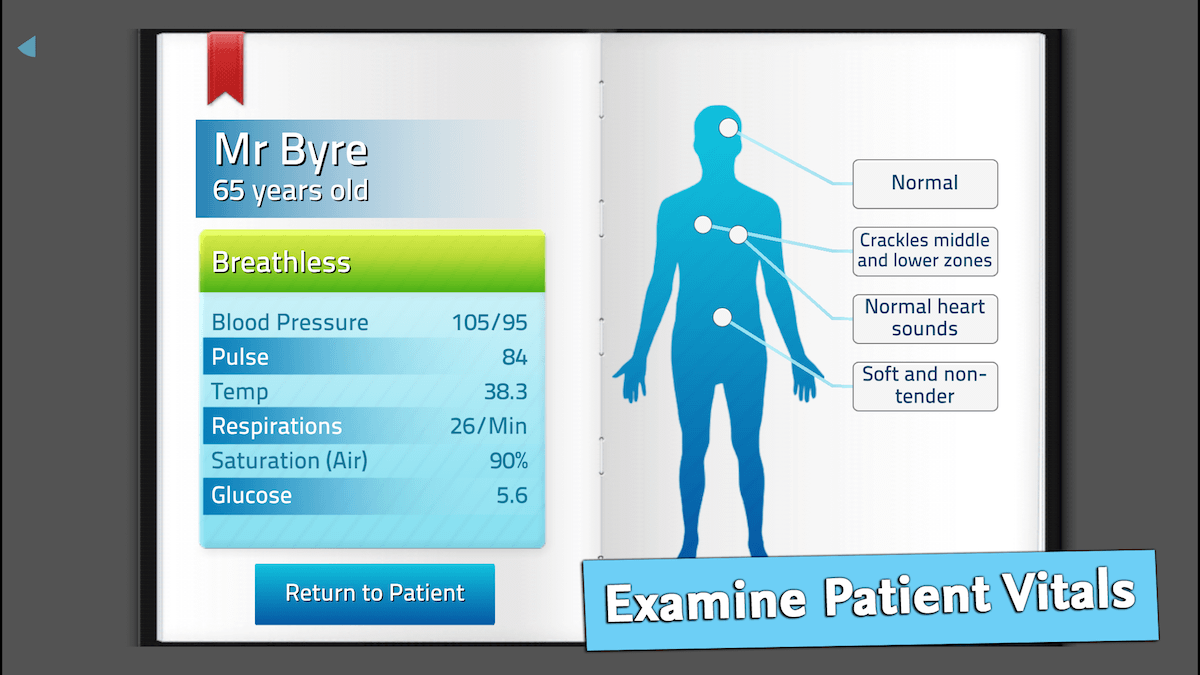 Mr Byre
65 years old
Breathless
Blood Pressure 105/95
Pulse 84
Temp 38.3
Respirations 26/Min
Saturation (Air) 90%
Glucose 5.6
Return to Patient
Normal
Crackles middle
and lower zones
Normal heart
sounds
Soft and non-
tender
Examine Patient Vitals